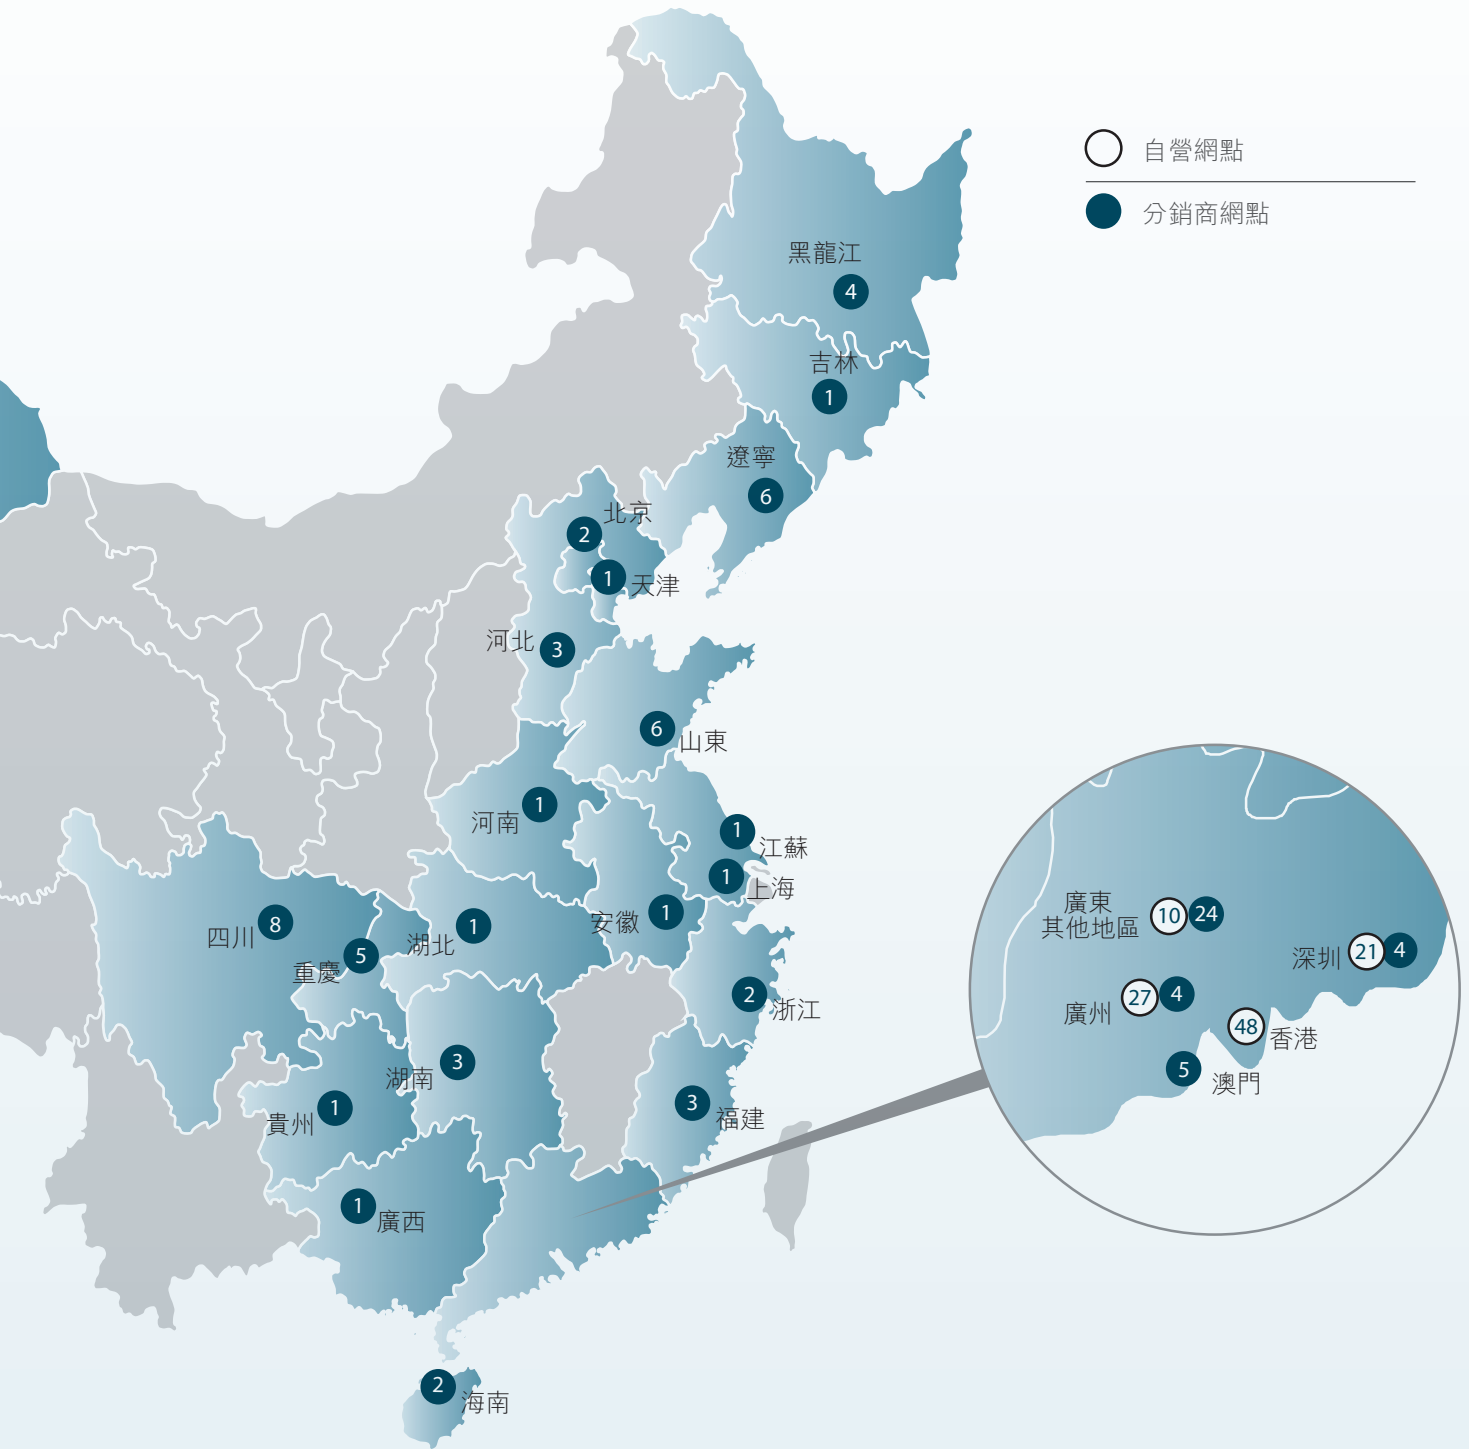 自營網點
分銷商網點
黑龍江
4
吉林
1
遼寧
6
北京
2
1
天津
河北
3
6
山東
1
河南
1
江蘇
1
上海
1
安徽
8
四川
5
重慶
1
湖北
2
浙江
3
湖南
3
福建
1
貴州
1
廣西
2
海南
廣東
其他地區
10
24
深圳
21
4
廣州
27
4
48
香港
5
澳門